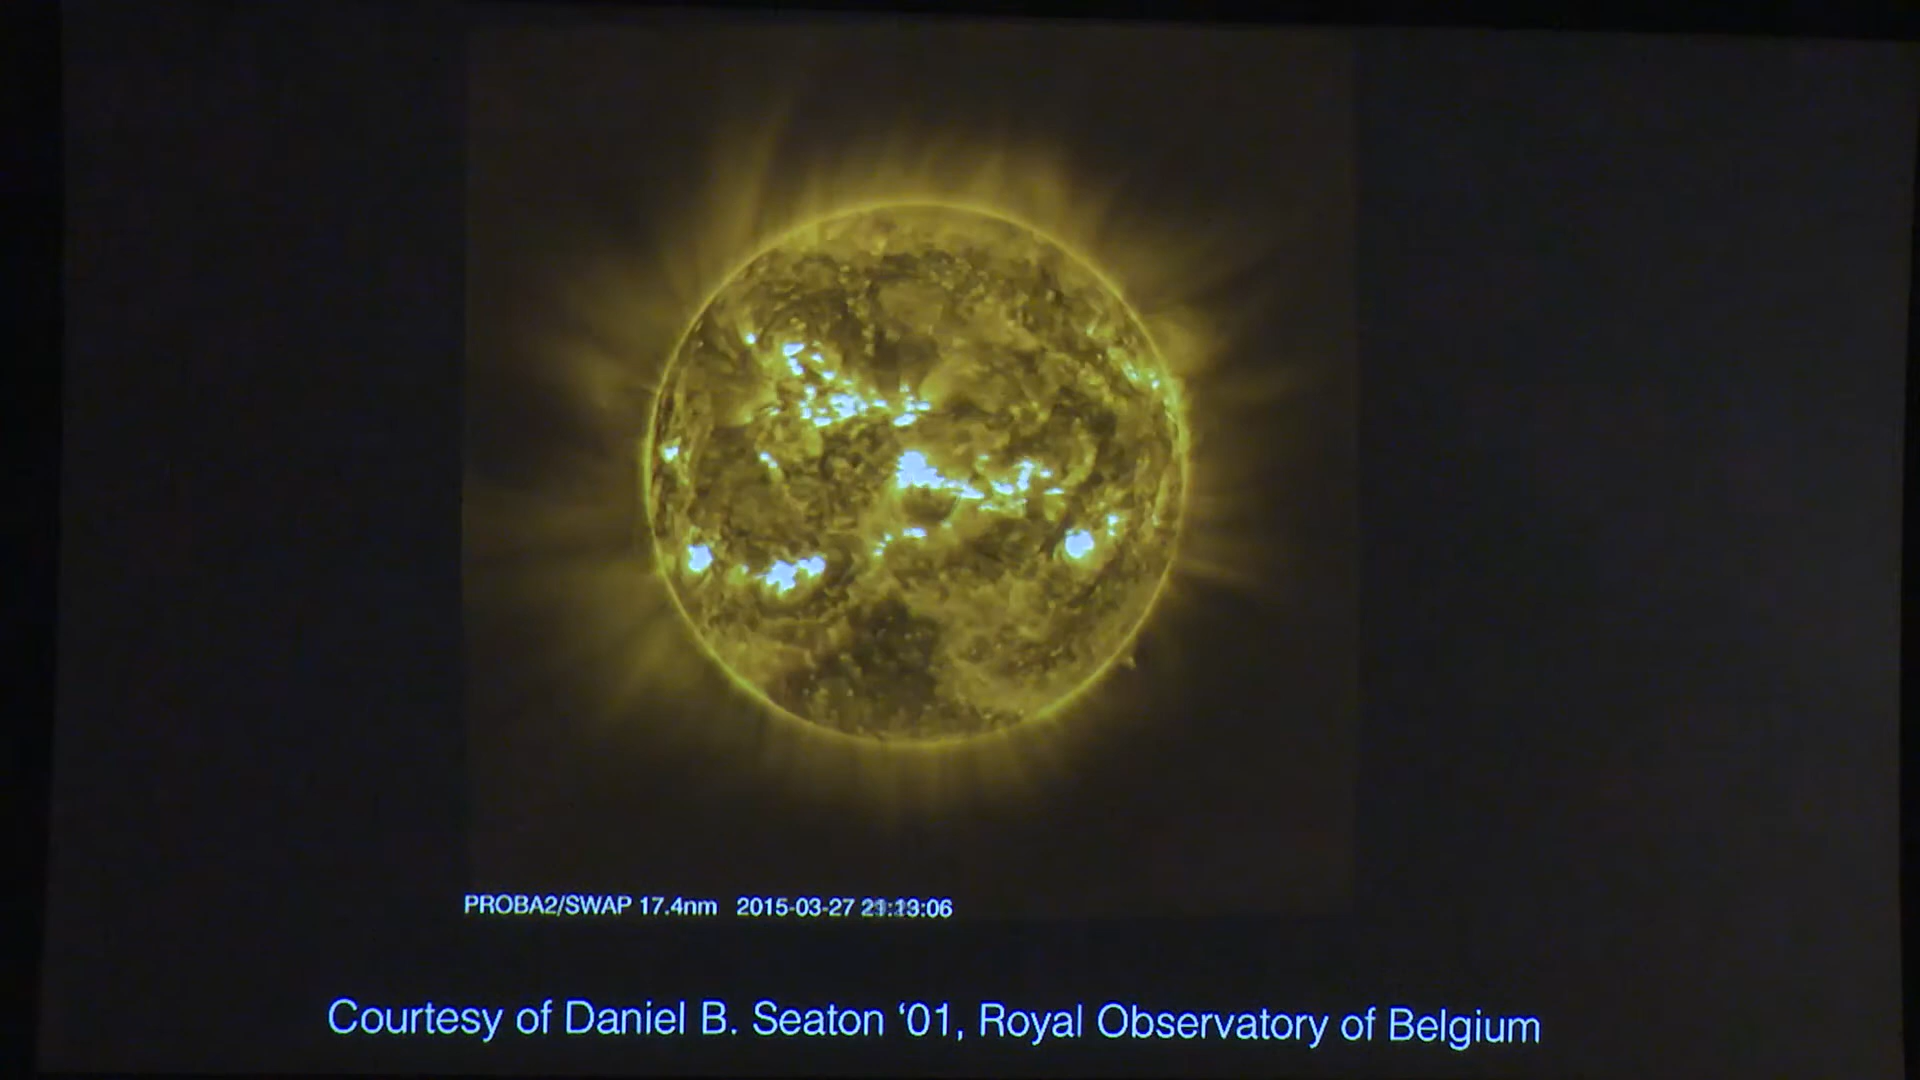 PROBA2/SWAP 17.4nm 2015-03-27
Courtesy of Daniel B. Seaton ‘01, Royal Observatory of Belgium